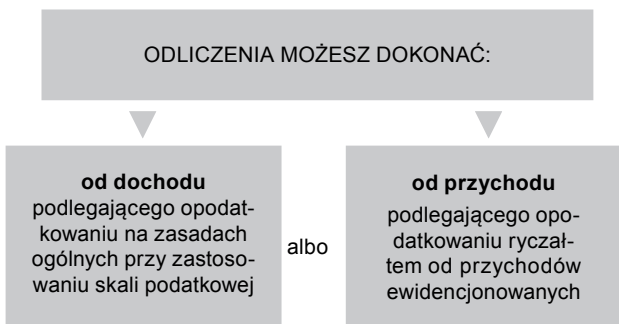 ODLICZENIA MOŻESZ DOKONAĆ:
od dochodu
podlegającego opodat-
kowaniu na zasadach
ogólnych przy zastoso-
waniu skali podatkowej
albo
od przychodu
podlegającego opo-
datkowaniu ryczał-
tem od przychodów
ewidencjonowanych